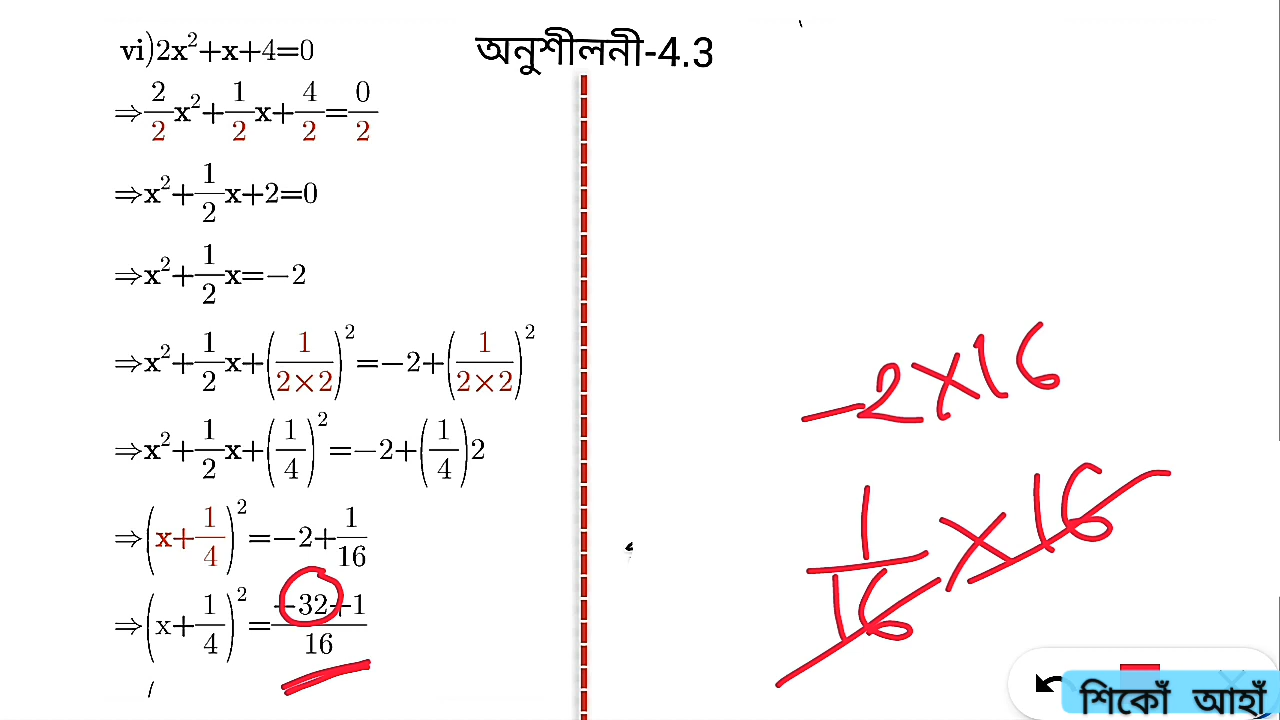 অনুশীলনী-4.3
vi) 2x²+x+4=0
⇒2/2x²+1/2x+4/2=0/2
⇒x²+1/2x+2=0
⇒x²+1/2x=−2
⇒x²+1/2x+(1/2×2)²=−2+(1/2×2)²
⇒x²+1/2x+(1/4)²=−2+(1/4)2
⇒(x+1/4)²=−2+1/16
⇒(x+1/4)²=−32+1/16
−2×16
1/16×16
শিকোঁ আহাঁ